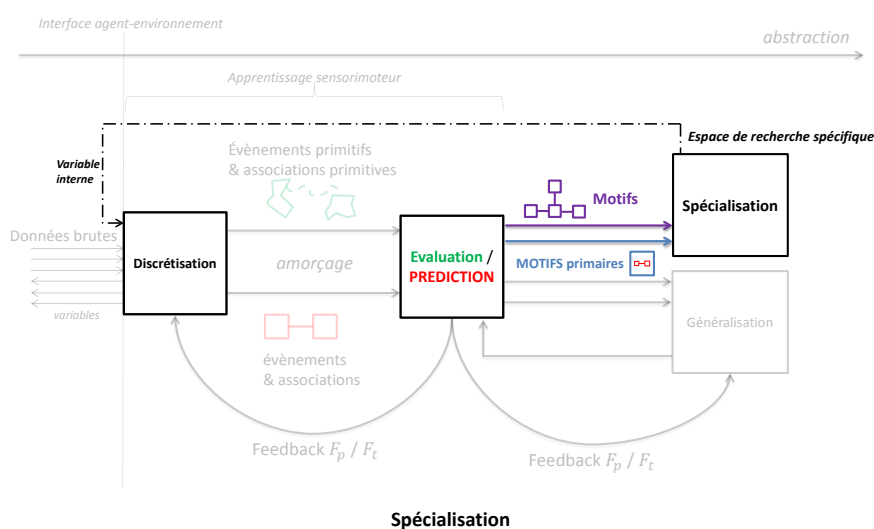 Interface agent-environnement
abstraction
Apprentissage sensorimoteur
Espace de recherche spécifique
Variable
interne
Évènements primitifs
& associations primitives
Motifs
Spécialisation
Données brutes
Discrétisation
amorçage
Evaluation /
PREDICTION
MOTIFS primaires
variables
Généralisation
évènements
& associations
Feedback F_p / F_t
Feedback F_p / F_t
Spécialisation